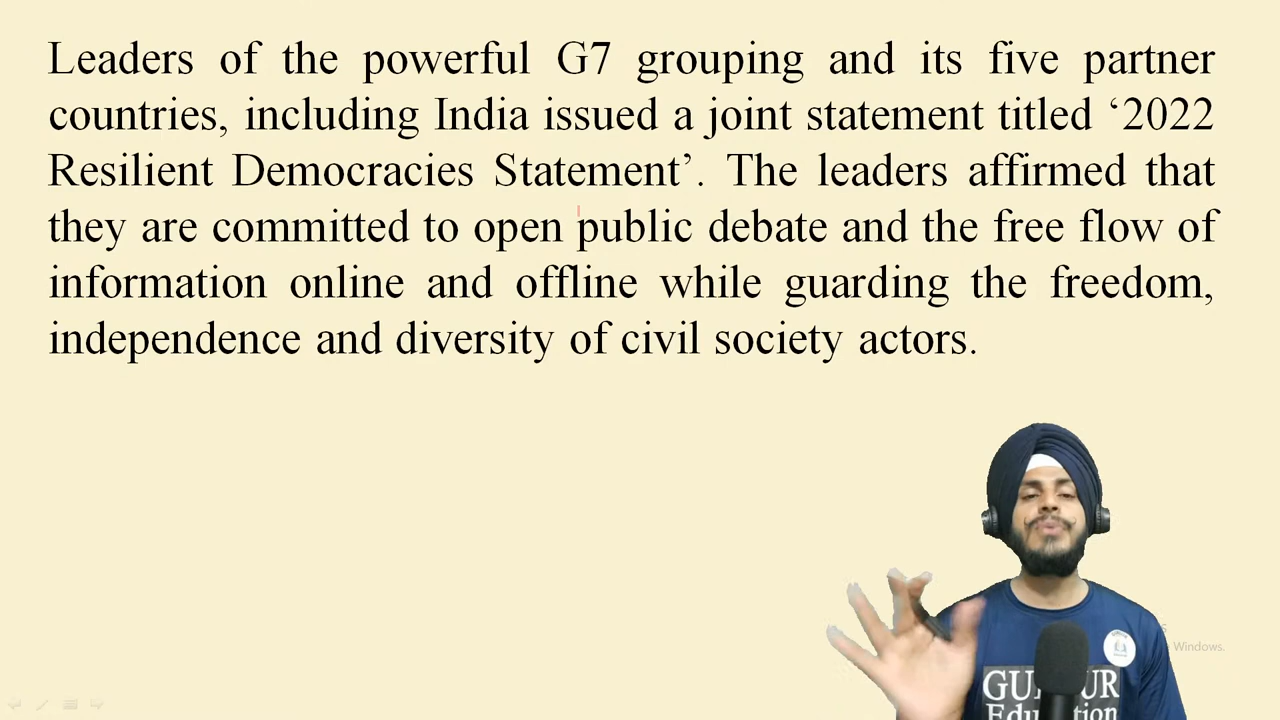 Leaders of the powerful G7 grouping and its five partner
countries, including India issued a joint statement titled ‘2022
Resilient Democracies Statement’. The leaders affirmed that
they are committed to open public debate and the free flow of
information online and offline while guarding the freedom,
independence and diversity of civil society actors.
Windows.